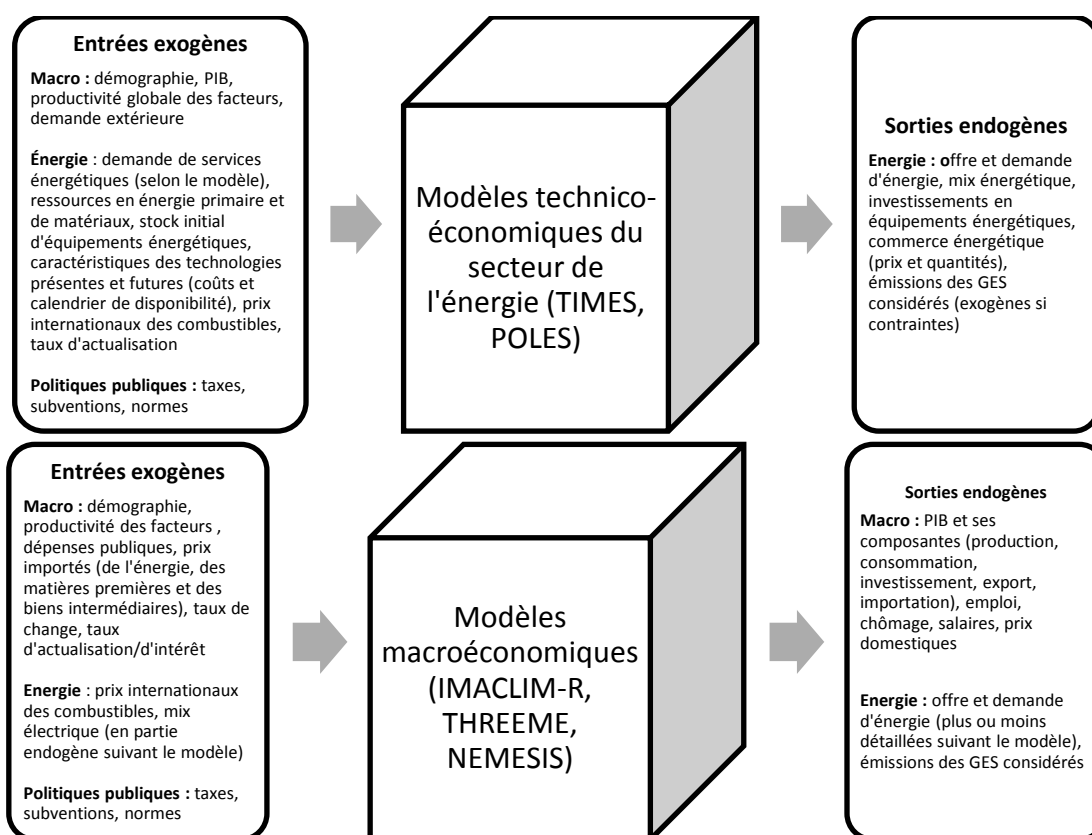 Entrées exogènes
Macro : démographie, PIB,
productivité globale des facteurs,
demande extérieure
Énergie : demande de services
énergétiques (selon le modèle),
ressources en énergie primaire et
de matériaux, stock initial
d'équipements énergétiques,
caractéristiques des technologies
présentes et futures (coûts et
calendrier de disponibilité), prix
internationaux des combustibles,
taux d'actualisation
Politiques publiques : taxes,
subventions, normes
Modèles technico-
économiques du
secteur de
l'énergie (TIMES,
POLES)
Sorties endogènes
Energie : offre et demande
d'énergie, mix énergétique,
investissements en
équipements énergétiques,
commerce énergétique
(prix et quantités),
émissions des GES
considérés (exogènes si
contraintes)
Entrées exogènes
Macro : démographie,
productivité des facteurs ,
dépenses publiques, prix
importés (de l'énergie, des
matières premières et des
biens intermédiaires), taux de
change, taux
d'actualisation/d'intérêt
Energie : prix internationaux
des combustibles, mix
électrique (en partie
endogène suivant le modèle)
Politiques publiques : taxes,
subventions, normes
Modèles
macroéconomiques
(IMACLIM-R,
THREEME,
NEMESIS)
Sorties endogènes
Macro : PIB et ses
composantes (production,
consommation,
investissement, export,
importation), emploi,
chômage, salaires, prix
domestiques
Energie : offre et demande
d'énergie (plus ou moins
détaillées suivant le modèle),
émissions des GES considérés